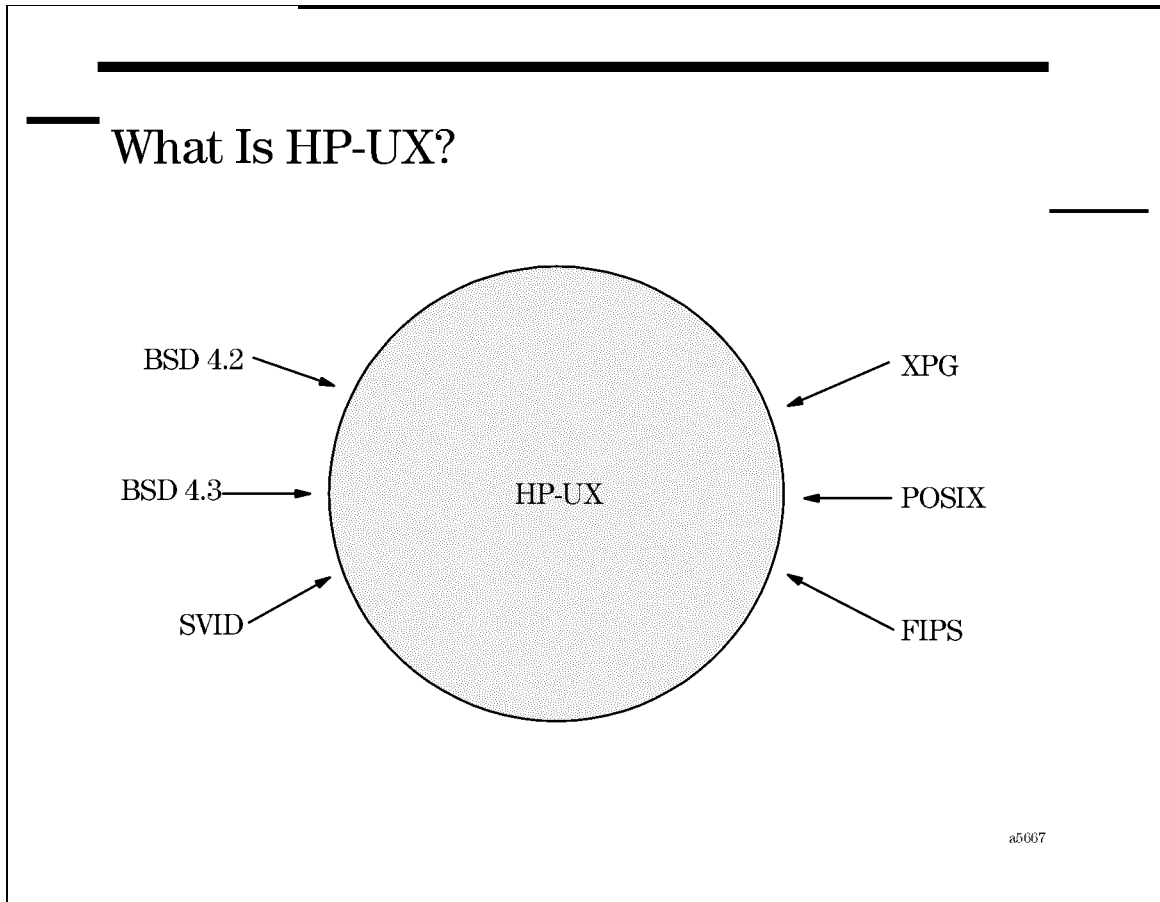 What Is HP-UX?
BSD 4.2
XPG
BSD 4.3
HP-UX
POSIX
SVID
FIPS
a5667